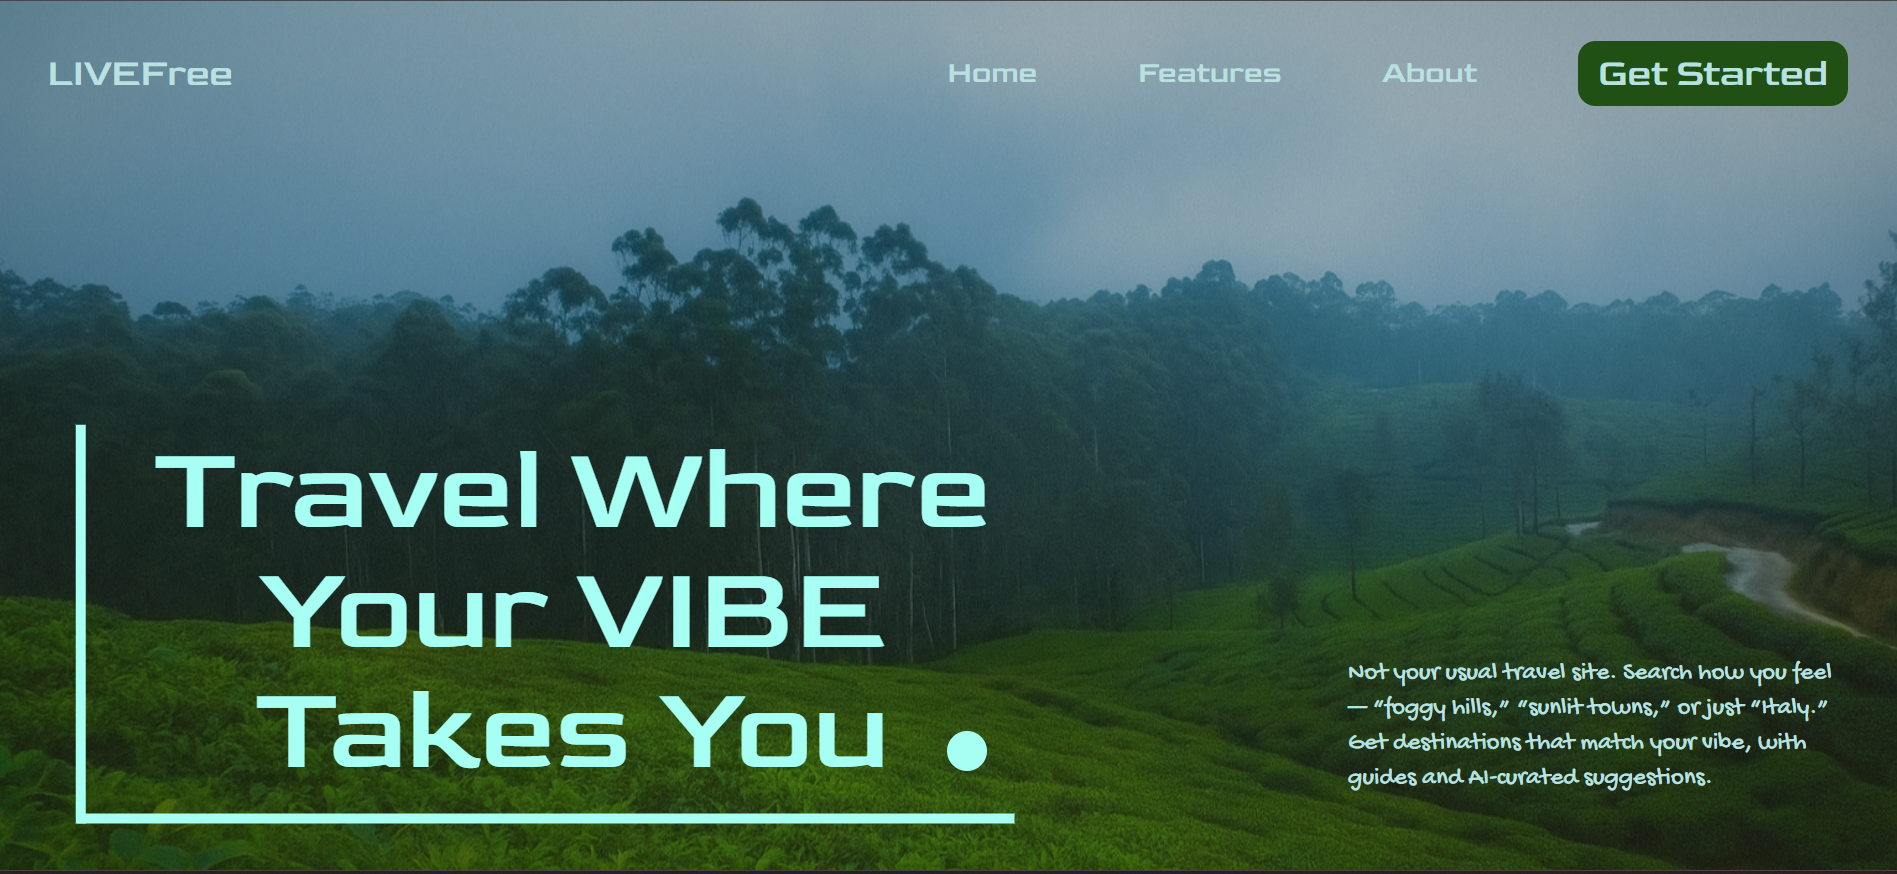 LIVEFree
Home
Features
About
Get Started
Travel Where
Your VIBE
Takes You
Not your usual travel site. Search how you feel
— “foggy hills,” “sunlit towns,” or just “Italy.”
Get destinations that match your vibe, with
guides and AI-curated suggestions.